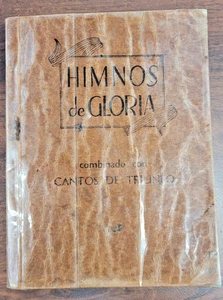 HIMNOS
de GLORIA
combinado con
CANTOS DE TRIUNFO